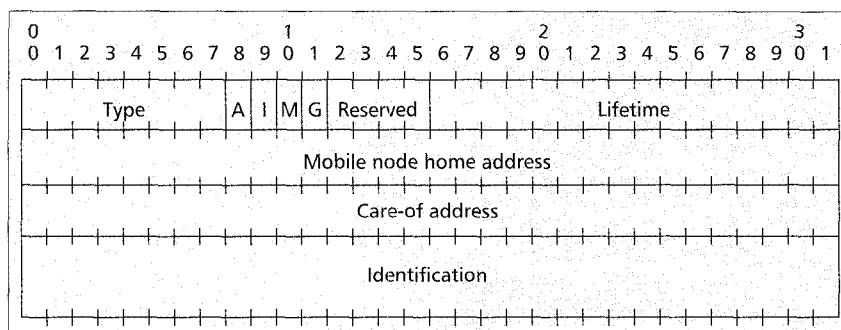 0 1 2 3
0 1 2 3 4 5 6 7 8 9 0 1 2 3 4 5 6 7 8 9 0 1 2 3 4 5 6 7 8 9 0 1
Type A I M G Reserved Lifetime
Mobile node home address
Care-of address
Identification